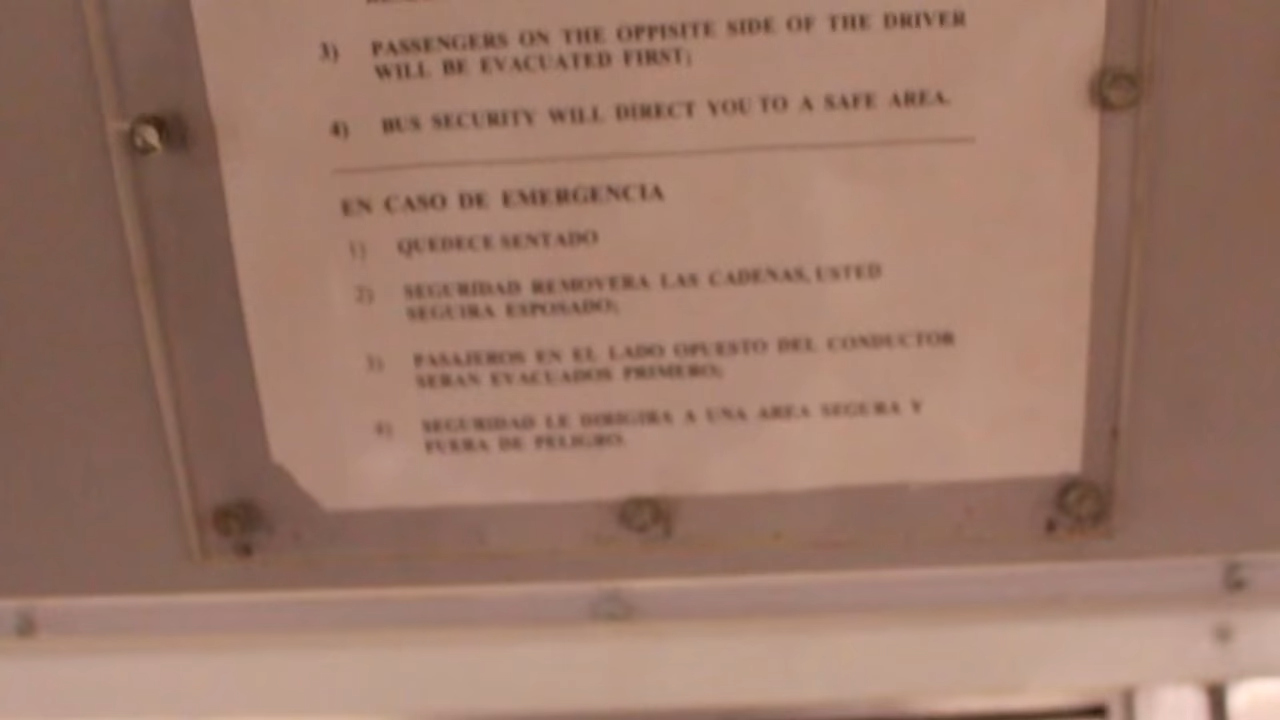 3) PASSENGERS ON THE OPPISITE SIDE OF THE DRIVER
WILL BE EVACUATED FIRST;
4) BUS SECURITY WILL DIRECT YOU TO A SAFE AREA.
EN CASO DE EMERGENCIA
1) QUEDECE SENTADO
2) SEGURIDAD REMOVERA LAS CADENAS, USTED
SEGUIRA ESPOSADO;
3) PASAJEROS EN EL LADO OPUESTO DEL CONDUCTOR
SERAN EVACUADOS PRIMERO;
4) SEGURIDAD LE DIRIGIRA A UNA AREA SEGURA Y
FUERA DE PELIGRO.